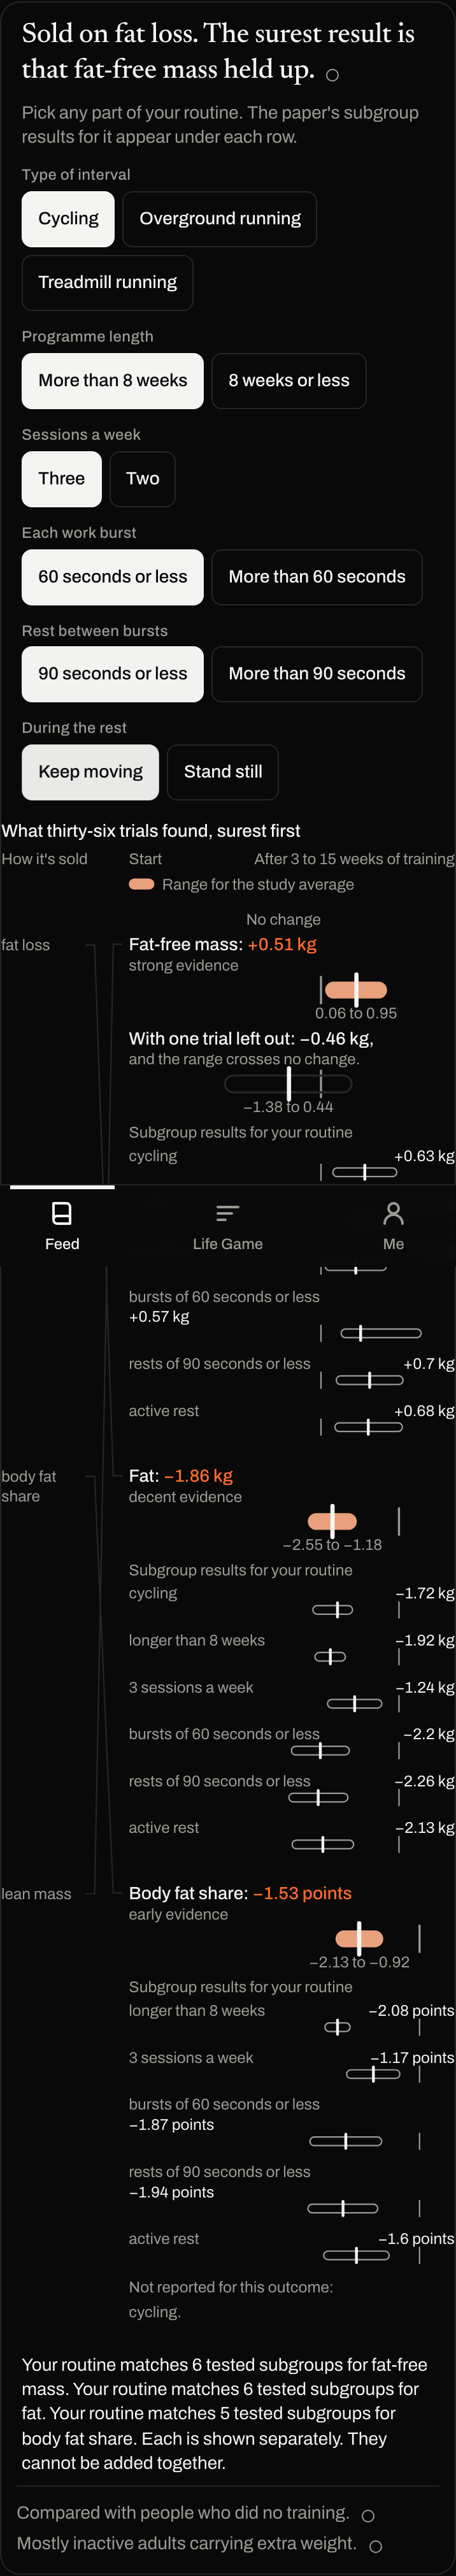 Sold on fat loss. The surest result is
that fat-free mass held up.
Pick any part of your routine. The paper's subgroup
results for it appear under each row.
Type of interval
Cycling
Overground running
Treadmill running
Programme length
More than 8 weeks
8 weeks or less
Sessions a week
Three
Two
Each work burst
60 seconds or less
More than 60 seconds
Rest between bursts
90 seconds or less
More than 90 seconds
During the rest
Keep moving
Stand still
What thirty-six trials found, surest first
How it's sold
Start
After 3 to 15 weeks of training
Range for the study average
No change
fat loss
Fat-free mass: +0.51 kg
strong evidence
0.06 to 0.95
With one trial left out: −0.46 kg,
and the range crosses no change.
−1.38 to 0.44
Subgroup results for your routine
cycling
+0.63 kg
Feed
Life Game
Me
bursts of 60 seconds or less
+0.57 kg
rests of 90 seconds or less
+0.7 kg
active rest
+0.68 kg
body fat
share
Fat: −1.86 kg
decent evidence
−2.55 to −1.18
Subgroup results for your routine
cycling
−1.72 kg
longer than 8 weeks
−1.92 kg
3 sessions a week
−1.24 kg
bursts of 60 seconds or less
−2.2 kg
rests of 90 seconds or less
−2.26 kg
active rest
−2.13 kg
lean mass
Body fat share: −1.53 points
early evidence
−2.13 to −0.92
Subgroup results for your routine
longer than 8 weeks
−2.08 points
3 sessions a week
−1.17 points
bursts of 60 seconds or less
−1.87 points
rests of 90 seconds or less
−1.94 points
active rest
−1.6 points
Not reported for this outcome:
cycling.
Your routine matches 6 tested subgroups for fat-free
mass. Your routine matches 6 tested subgroups for
fat. Your routine matches 5 tested subgroups for
body fat share. Each is shown separately. They
cannot be added together.
Compared with people who did no training.
Mostly inactive adults carrying extra weight.